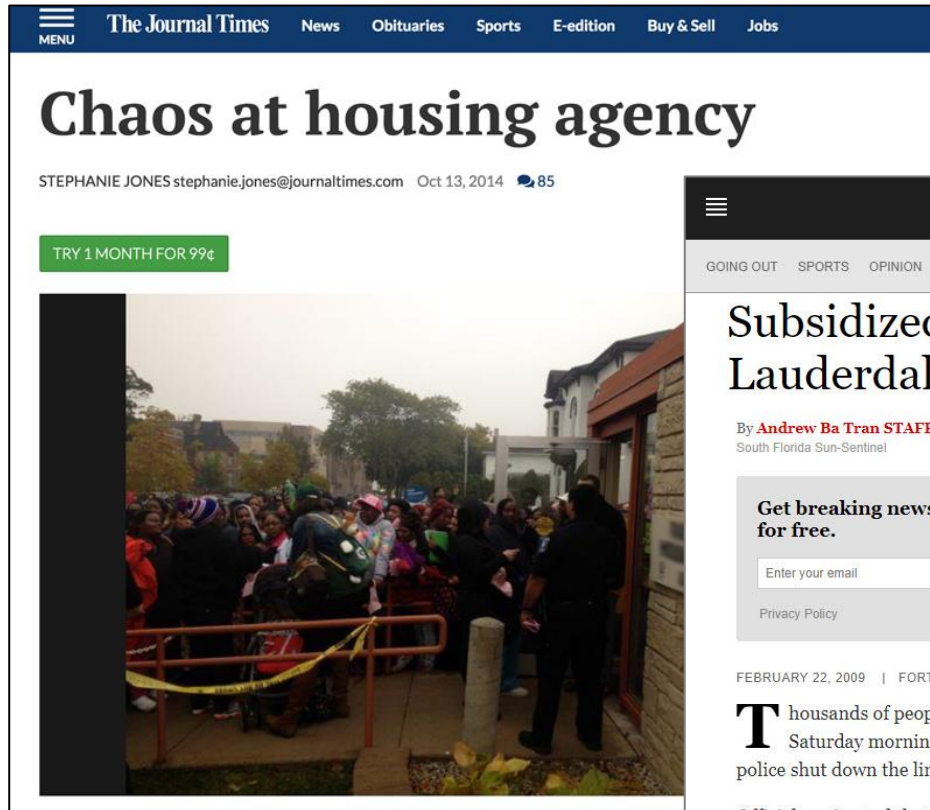 The Journal Times News Obituaries Sports E-edition Buy & Sell Jobs
MENU
Chaos at housing agency
STEPHANIE JONES stephanie.jones@journaltimes.com Oct 13, 2014 85
TRY 1 MONTH FOR 99¢
GOING OUT SPORTS OPINION
Subsidized
Lauderdal
By Andrew Ba Tran STAFF
South Florida Sun-Sentinel
Get breaking news
for free.
Enter your email
Privacy Policy
FEBRUARY 22, 2009 | FORT
Thousands of peop
Saturday mornin
police shut down the lin